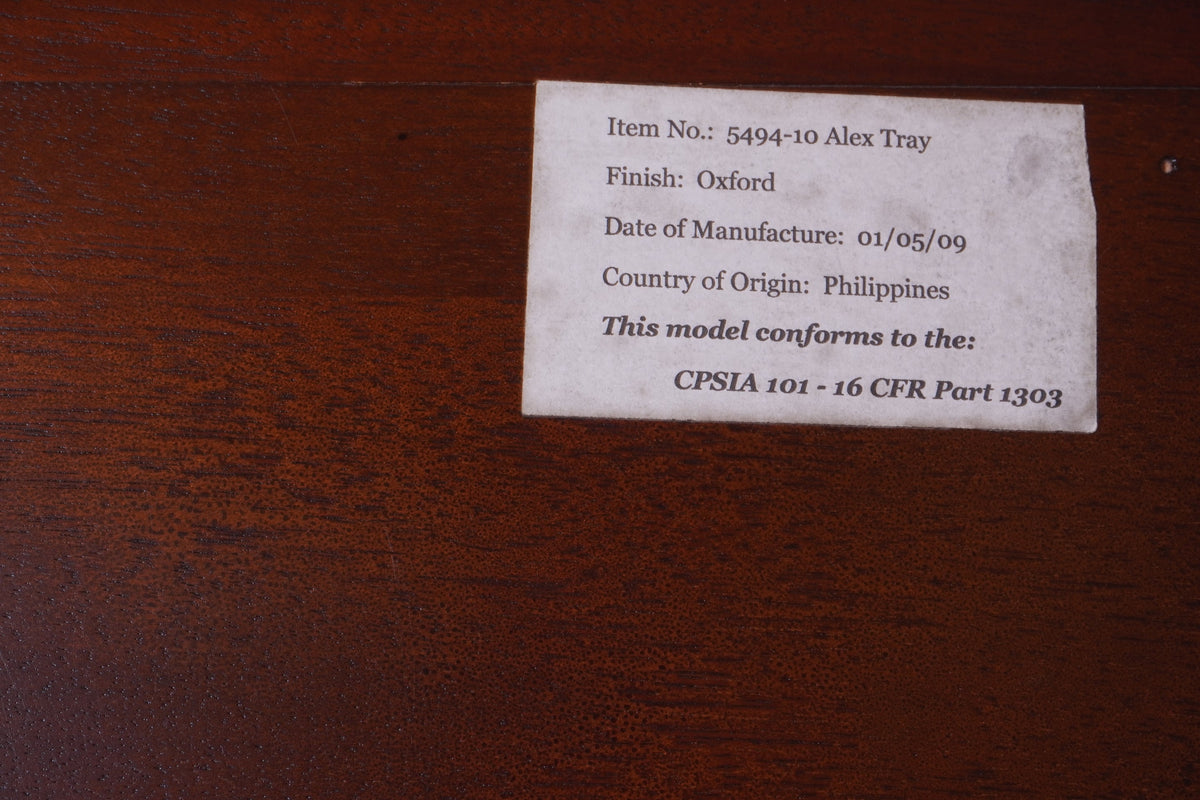 Item No.: 5494-10 Alex Tray
Finish: Oxford
Date of Manufacture: 01/05/09
Country of Origin: Philippines
This model conforms to the:
CPSIA 101 - 16 CFR Part 1303